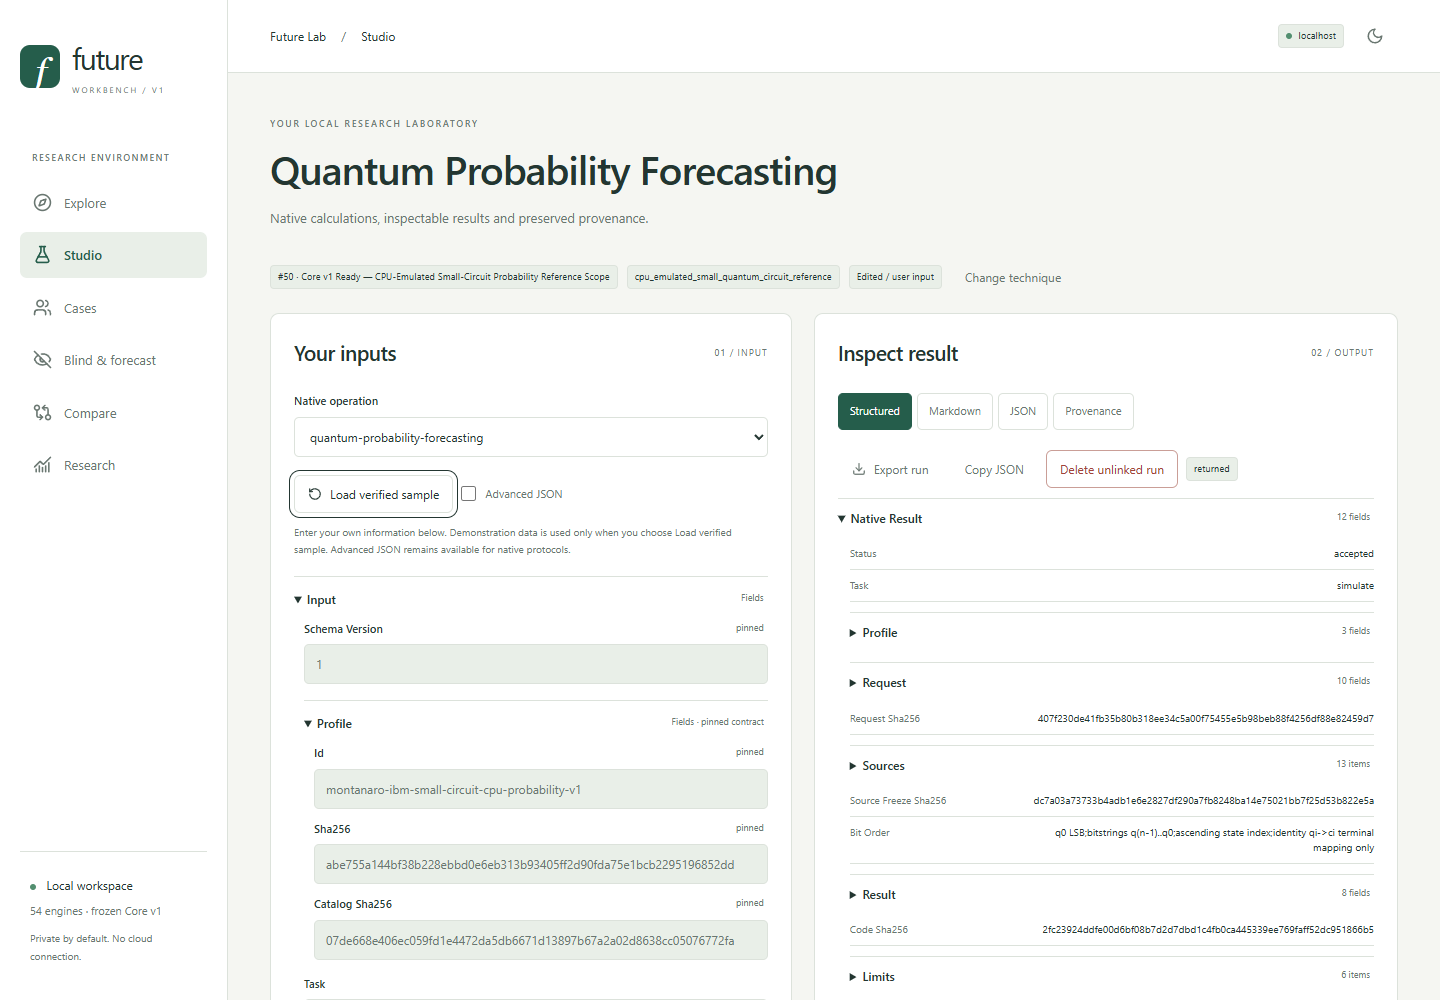 future
WORKBENCH / V1
RESEARCH ENVIRONMENT
Explore
Studio
Cases
Blind & forecast
Compare
Research
Local workspace
54 engines · frozen Core v1
Private by default. No cloud
connection.
Future Lab / Studio
localhost
YOUR LOCAL RESEARCH LABORATORY
Quantum Probability Forecasting
Native calculations, inspectable results and preserved provenance.
#50 · Core v1 Ready — CPU-Emulated Small-Circuit Probability Reference Scope
cpu_emulated_small_quantum_circuit_reference
Edited / user input
Change technique
Your inputs
01 / INPUT
Native operation
quantum-probability-forecasting
Load verified sample
Advanced JSON
Enter your own information below. Demonstration data is used only when you choose Load verified
sample. Advanced JSON remains available for native protocols.
Input
Fields
Schema Version
pinned
1
Profile
Fields · pinned contract
Id
pinned
montanaro-ibm-small-circuit-cpu-probability-v1
Sha256
pinned
abe755a144bf38b228ebbd0e6eb313b93405ff2d90fda75e1bcb2295196852dd
Catalog Sha256
pinned
07de668e406ec059fd1e4472da5db6671d13897b67a2a02d8638cc05076772fa
Task
Inspect result
02 / OUTPUT
Structured
Markdown
JSON
Provenance
Export run
Copy JSON
Delete unlinked run
returned
Native Result
12 fields
Status
accepted
Task
simulate
Profile
3 fields
Request
10 fields
Request Sha256
407f230de41fb35b80b318ee34c5a00f75455e5b98beb88f4256df88e82459d7
Sources
13 items
Source Freeze Sha256
dc7a03a73733b4adb1e6e2827df290a7fb8248ba14e75021bb7f25d53b822e5a
Bit Order
q0 LSB;bitstrings q(n-1)..q0;ascending state index;identity qi->ci terminal
mapping only
Result
8 fields
Code Sha256
2fc23924ddfe00d6bf08b7d2d7dbd1c4fb0ca445339ee769faff52dc951866b5
Limits
6 items